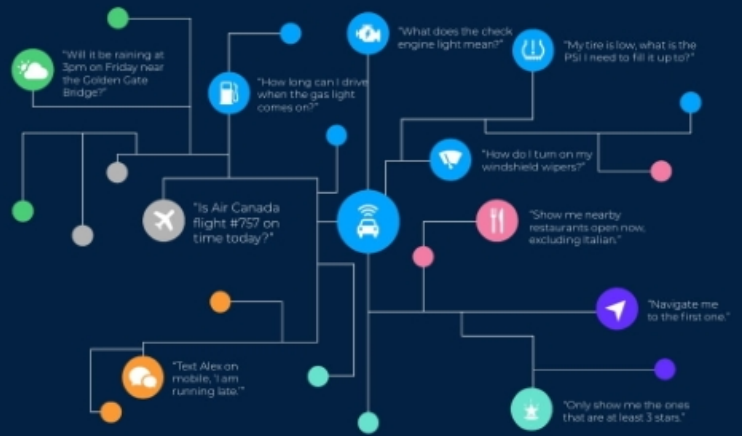 "Will it be raining at
3pm on Friday near
the Golden Gate
Bridge?"
"How long can I drive
when the gas light
comes on?"
"What does the check
engine light mean?"
"My tire is low, what is the
PSI I need to fill it up to?"
"How do I turn on my
windshield wipers?"
"Is Air Canada
flight #757 on
time today?"
"Show me nearby
restaurants open now,
excluding Italian."
"Navigate me
to the first one."
"Text Alex on
mobile, 'I am
running late.'"
"Only show me the ones
that are at least 3 stars."